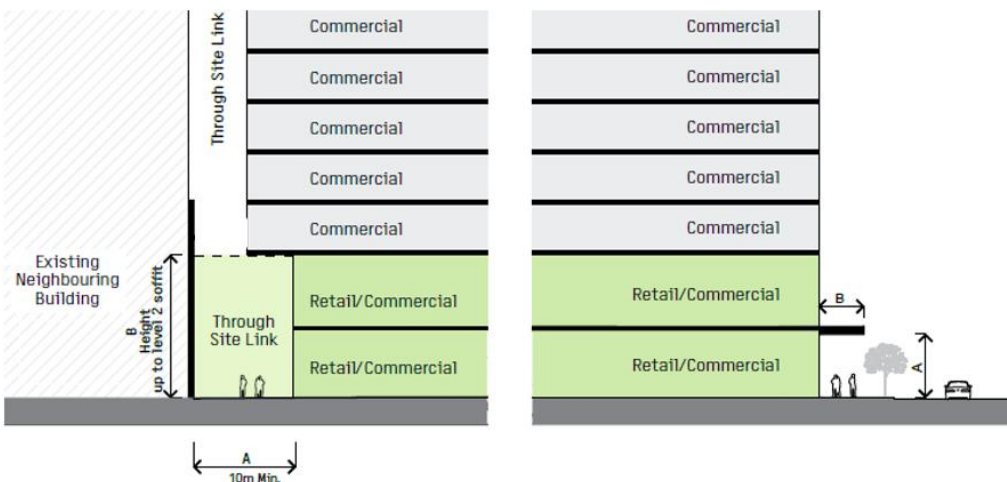 Through Site Link
Commercial
Commercial
Commercial
Commercial
Commercial
Existing
Neighbouring
Building
B
Height
up to level 2 soffit
Through
Site Link
Retail/Commercial
Retail/Commercial
A
10m Min.
Commercial
Commercial
Commercial
Commercial
Commercial
Retail/Commercial
Retail/Commercial
B
A